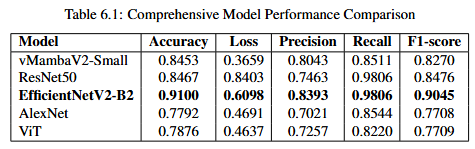 Table 6.1: Comprehensive Model Performance Comparison
Model Accuracy Loss Precision Recall F1-score
vMambaV2-Small 0.8453 0.3659 0.8043 0.8511 0.8270
ResNet50 0.8467 0.8403 0.7463 0.9806 0.8476
EfficientNetV2-B2 0.9100 0.6098 0.8393 0.9806 0.9045
AlexNet 0.7792 0.4691 0.7021 0.8544 0.7708
ViT 0.7876 0.4637 0.7257 0.8220 0.7709